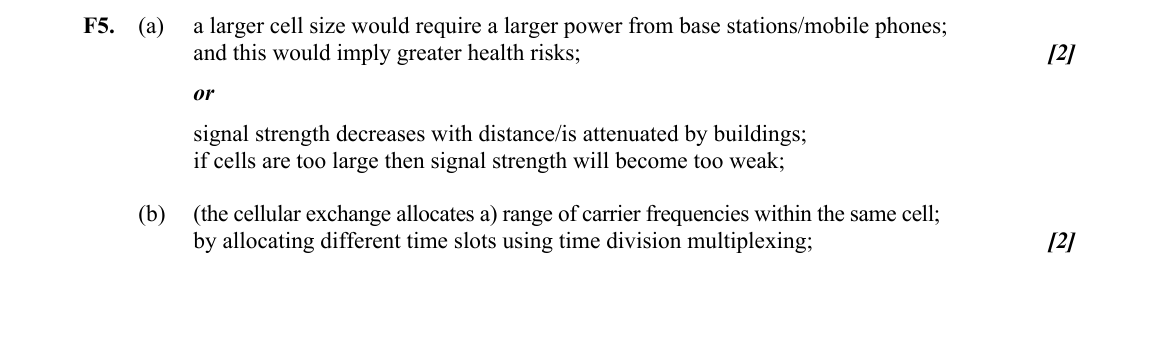 F5. (a) a larger cell size would require a larger power from base stations/mobile phones;
and this would imply greater health risks; [2]
or
signal strength decreases with distance/is attenuated by buildings;
if cells are too large then signal strength will become too weak;
(b) (the cellular exchange allocates a) range of carrier frequencies within the same cell;
by allocating different time slots using time division multiplexing; [2]